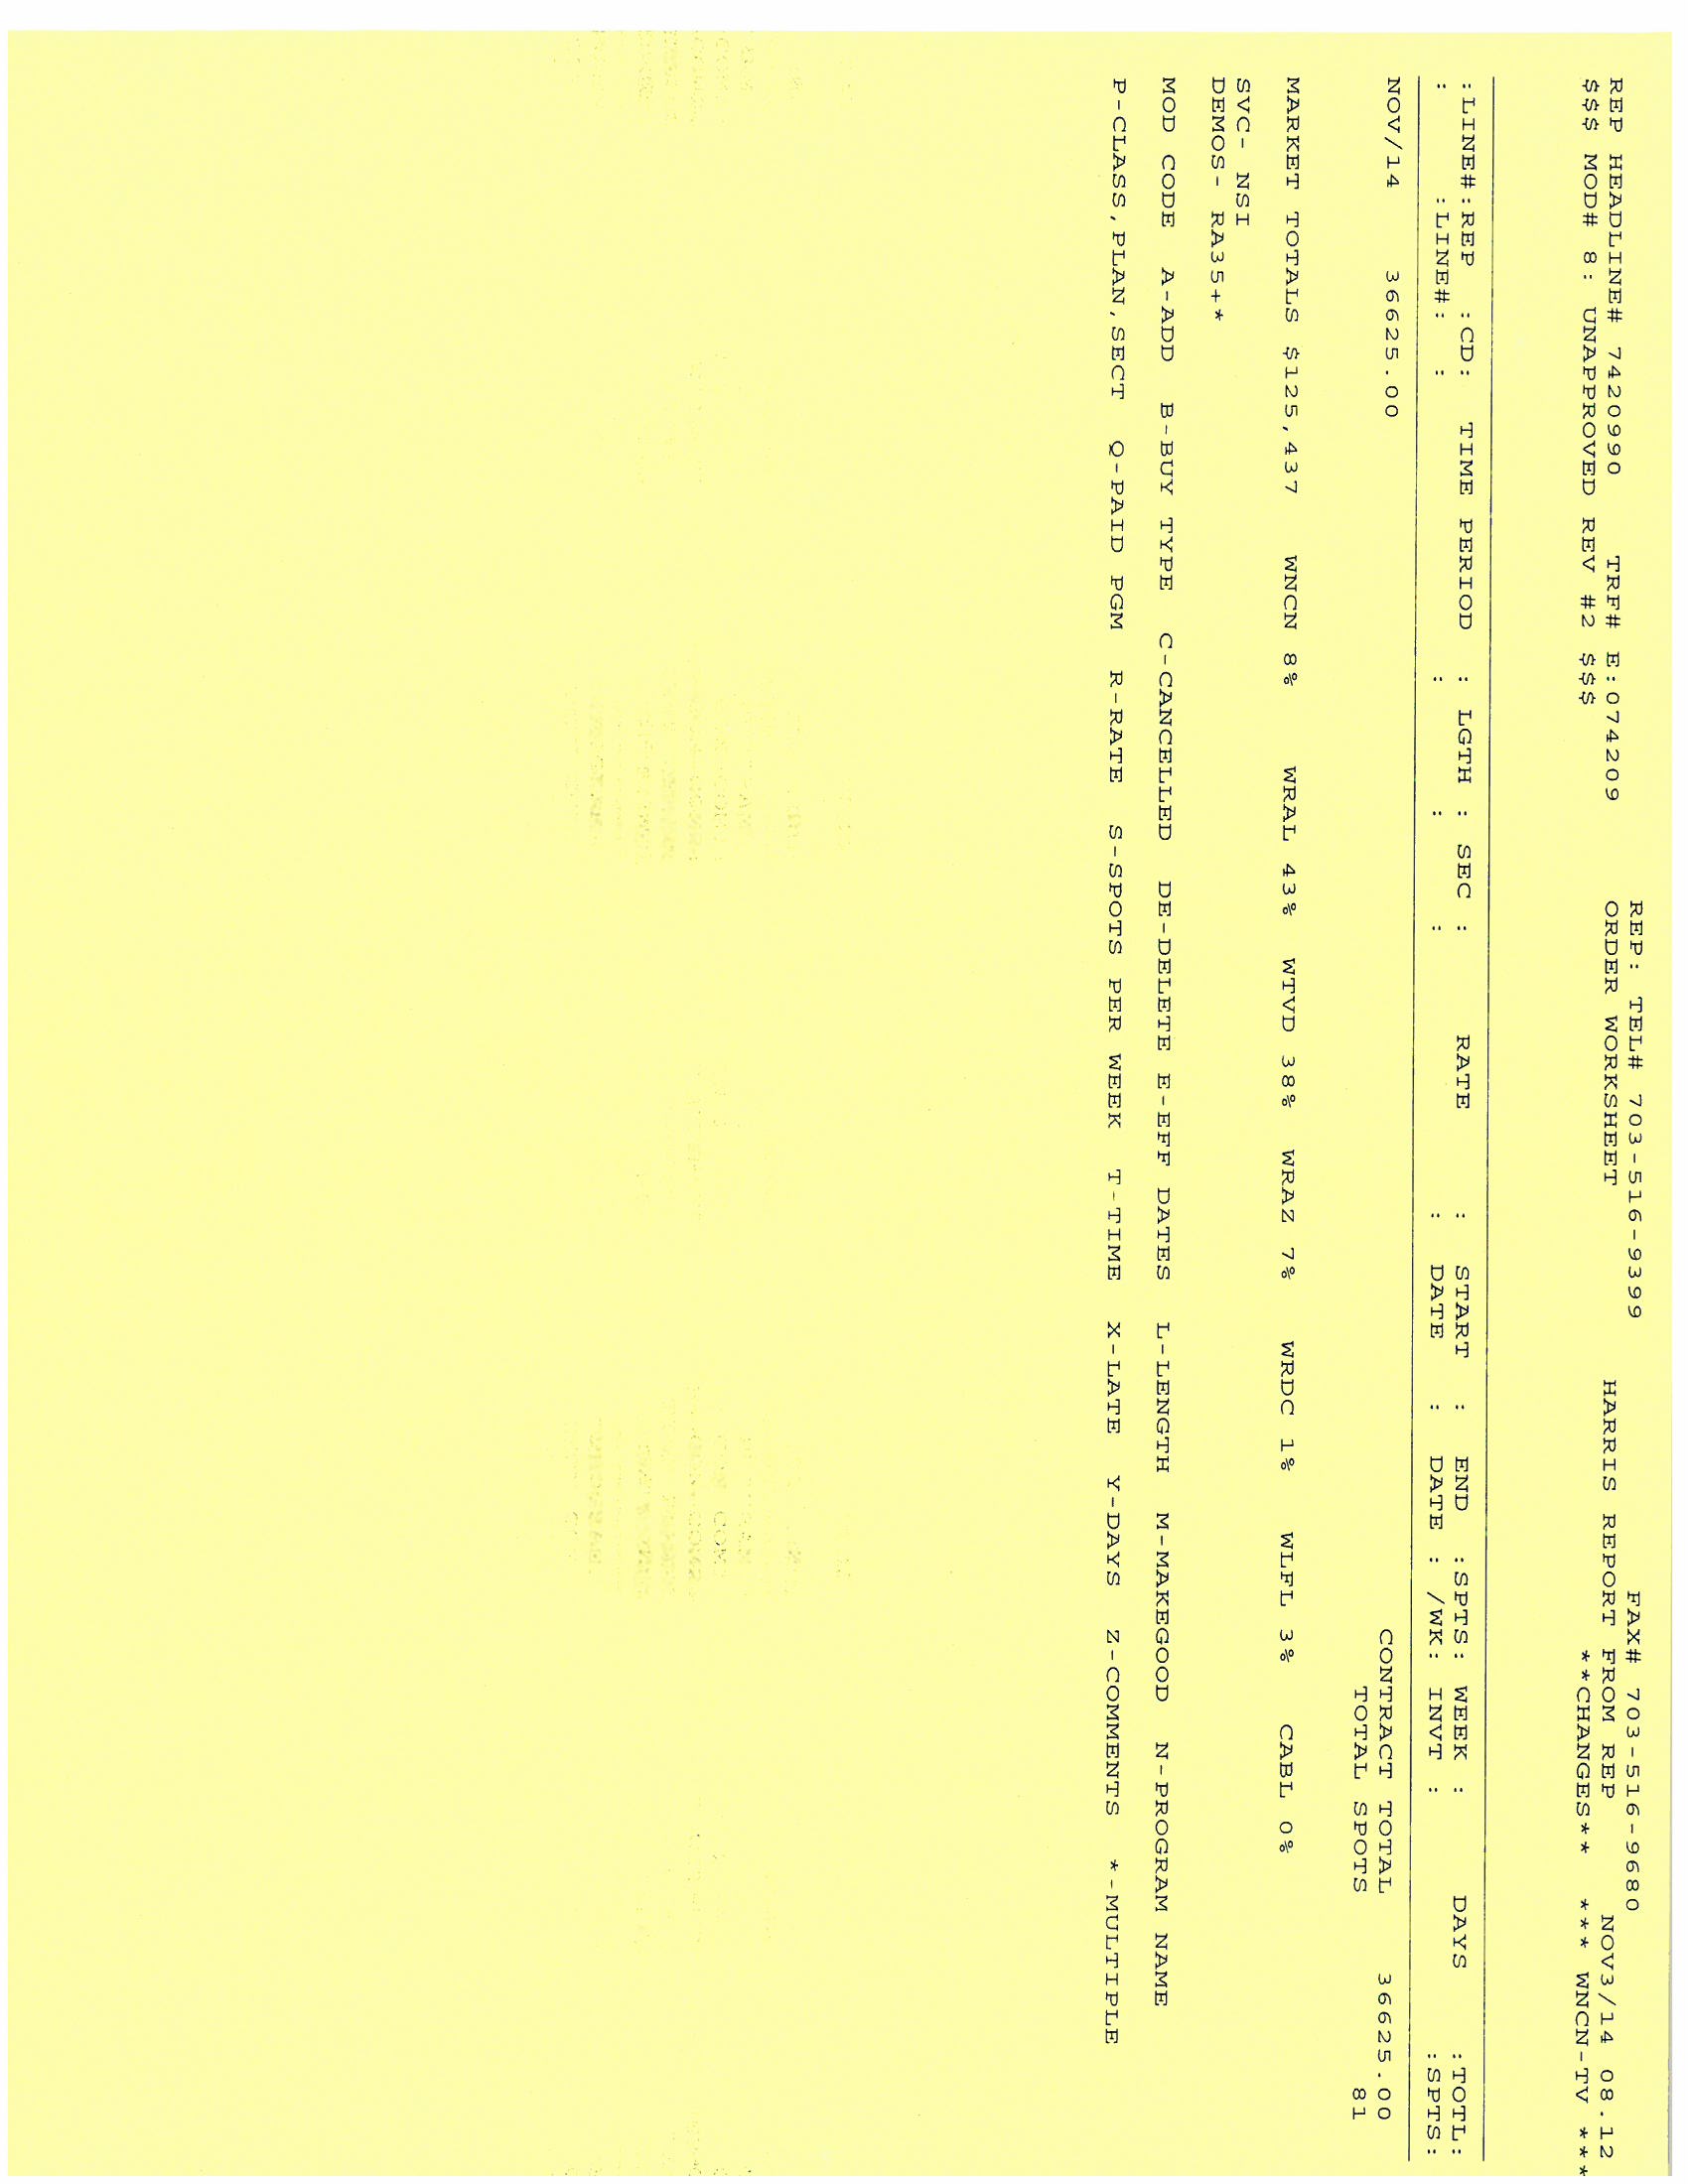 REP: TEL# 703-516-9399 FAX# 703-516-9680
REP HEADLINE# 7420990 TRF# E:074209 ORDER WORKSHEET HARRIS REPORT FROM REP NOV3/14 08.12
$$$ MOD# 8: UNAPPROVED REV #2 $$$ **CHANGES** *** WNCN-TV ***
:LINE#:REP :CD: TIME PERIOD : LGTH : SEC : RATE : START : END :SPTS: WEEK : DAYS :TOTL:
: :LINE#: : : : : : DATE : DATE : /WK: INVT : :SPTS:
NOV/14 36625.00 CONTRACT TOTAL 36625.00
TOTAL SPOTS 81
MARKET TOTALS $125,437 WNCN 8% WRAL 43% WTVD 38% WRAZ 7% WRDC 1% WLFL 3% CABL 0%
SVC- NSI
DEMOS- RA35+*
MOD CODE A-ADD B-BUY TYPE C-CANCELLED DE-DELETE E-EFF DATES L-LENGTH M-MAKEGOOD N-PROGRAM NAME
P-CLASS,PLAN,SECT Q-PAID PGM R-RATE S-SPOTS PER WEEK T-TIME X-LATE Y-DAYS Z-COMMENTS *-MULTIPLE